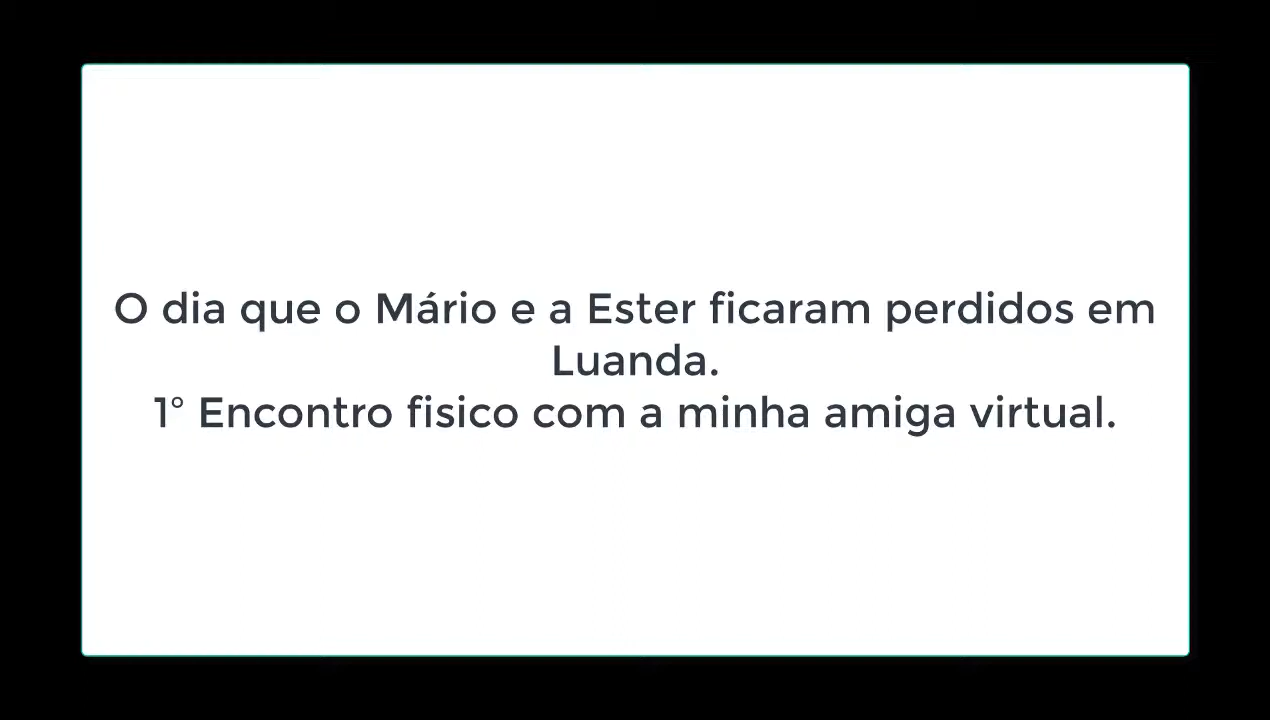 O dia que o Mário e a Ester ficaram perdidos em
Luanda.
1° Encontro fisico com a minha amiga virtual.